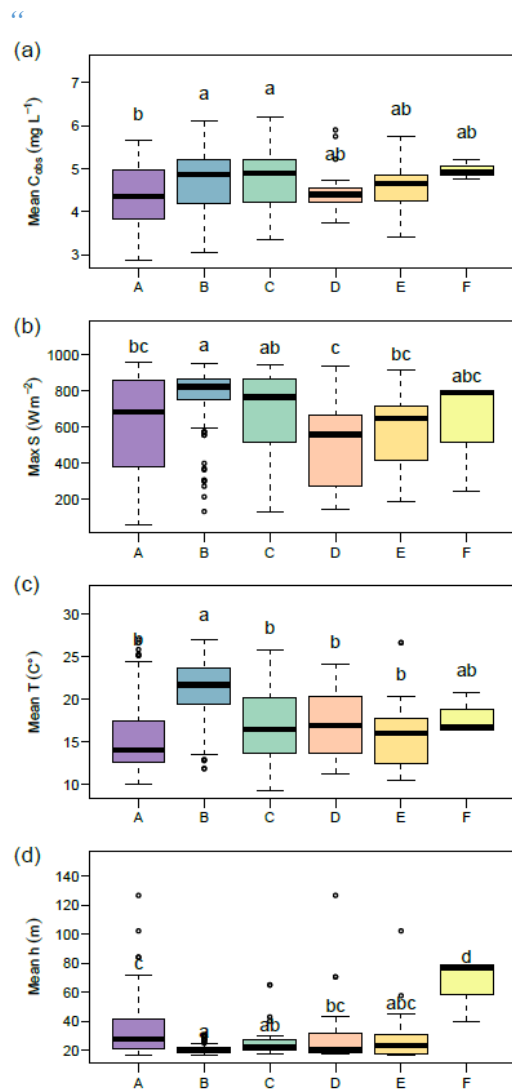 “
(a)
Mean Cobs (mg L−1)
7
6
5
4
3
b
a
a
ab
ab
ab
A B C D E F
(b)
Max S (Wm−2)
1000
800
600
400
200
bc
a
ab
c
bc
abc
A B C D E F
(c)
Mean T (C°)
30
25
20
15
10
b
a
b
b
b
ab
A B C D E F
(d)
Mean h (m)
140
120
100
80
60
40
20
c
a
ab
bc
abc
d
A B C D E F